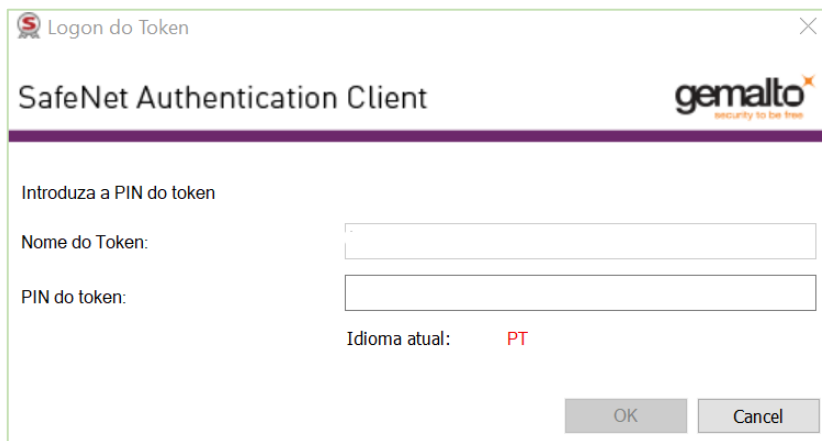 Logon do Token
SafeNet Authentication Client
gemalto
security to be free
Introduza a PIN do token
Nome do Token:
PIN do token:
Idioma atual: PT
OK Cancel